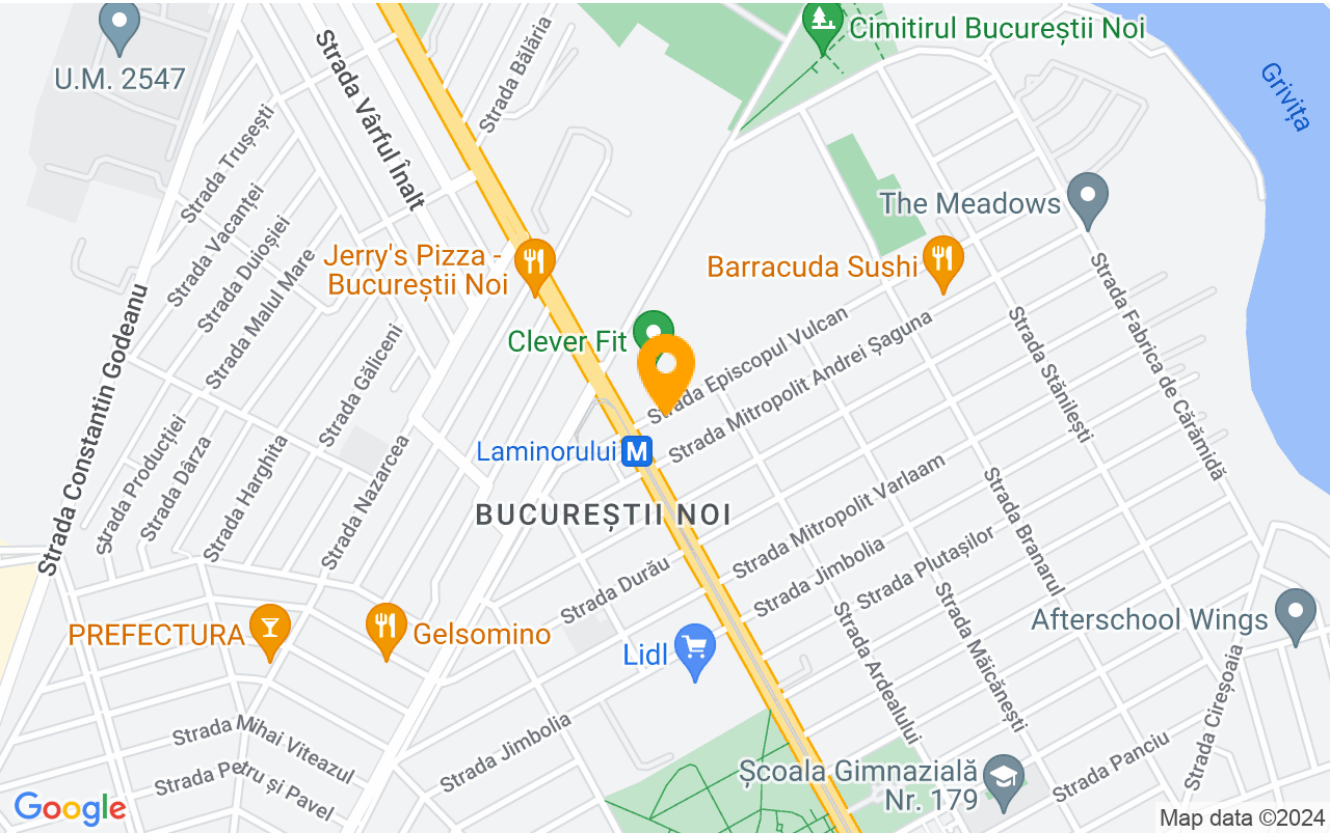 Cimitirul Bucureștii Noi
U.M. 2547
Strada Bălăria
Strada Vârful Înalt
Grivița
Strada Trusești
Strada Vacanței
Strada Duioșiei
Strada Malul Mare
The Meadows
Jerry's Pizza -
Bucureștii Noi
Barracuda Sushi
Clever Fit
Strada Găliceni
Strada Episcopul Vulcan
Strada Mitropolit Andrei Șaguna
Strada Fabrica de Cărămidă
Strada Stănilești
Strada Constantin Godeanu
Strada Producției
Strada Dârza
Strada Harghita
Strada Nazarcea
Laminorului
M
BUCUREȘTII NOI
Strada Mitropolit Varlaam
Strada Durău
Strada Jimbolia
Strada Plutașilor
Strada Branarul
Strada Ardealului
Strada Măicănești
PREFECTURA
Gelsomino
Lidl
Afterschool Wings
Strada Cireșoaia
Strada Mihai Viteazul
Strada Petru și Pavel
Strada Jimbolia
Școala Gimnazială
Nr. 179
Strada Panciu
Google
Map data ©2024